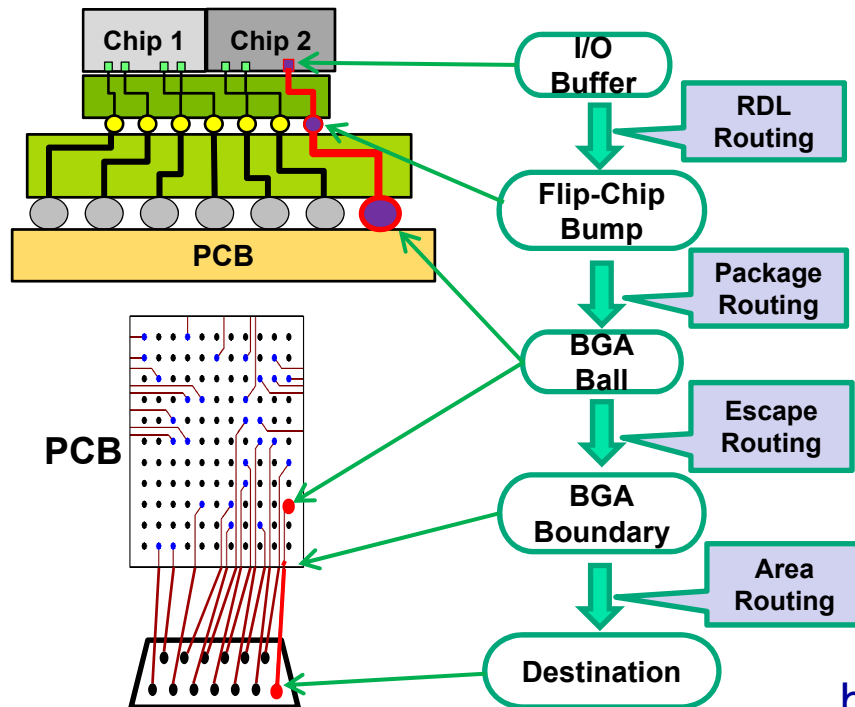 Chip 1
Chip 2
I/O
Buffer
RDL
Routing
Flip-Chip
Bump
PCB
Package
Routing
BGA
Ball
PCB
Escape
Routing
BGA
Boundary
Area
Routing
Destination